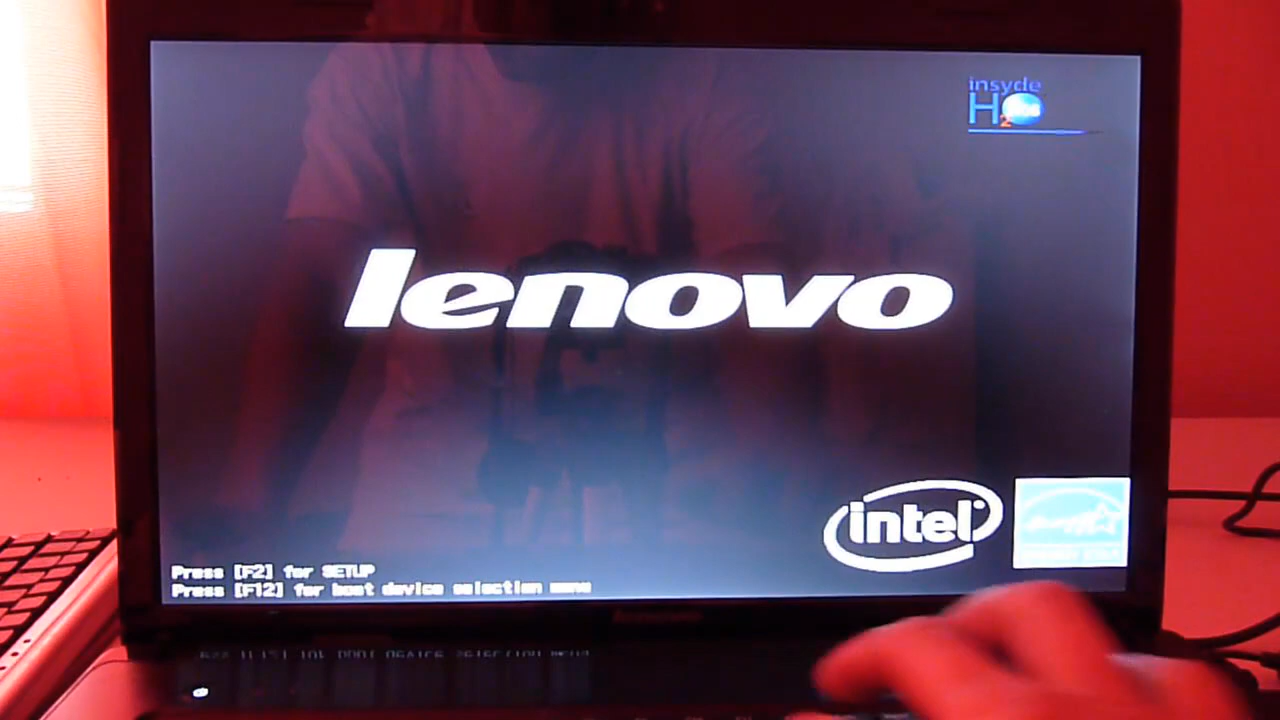 insyde
H2O
lenovo
intel
Press [F2] for SETUP
Press [F12] for boot device selection menu